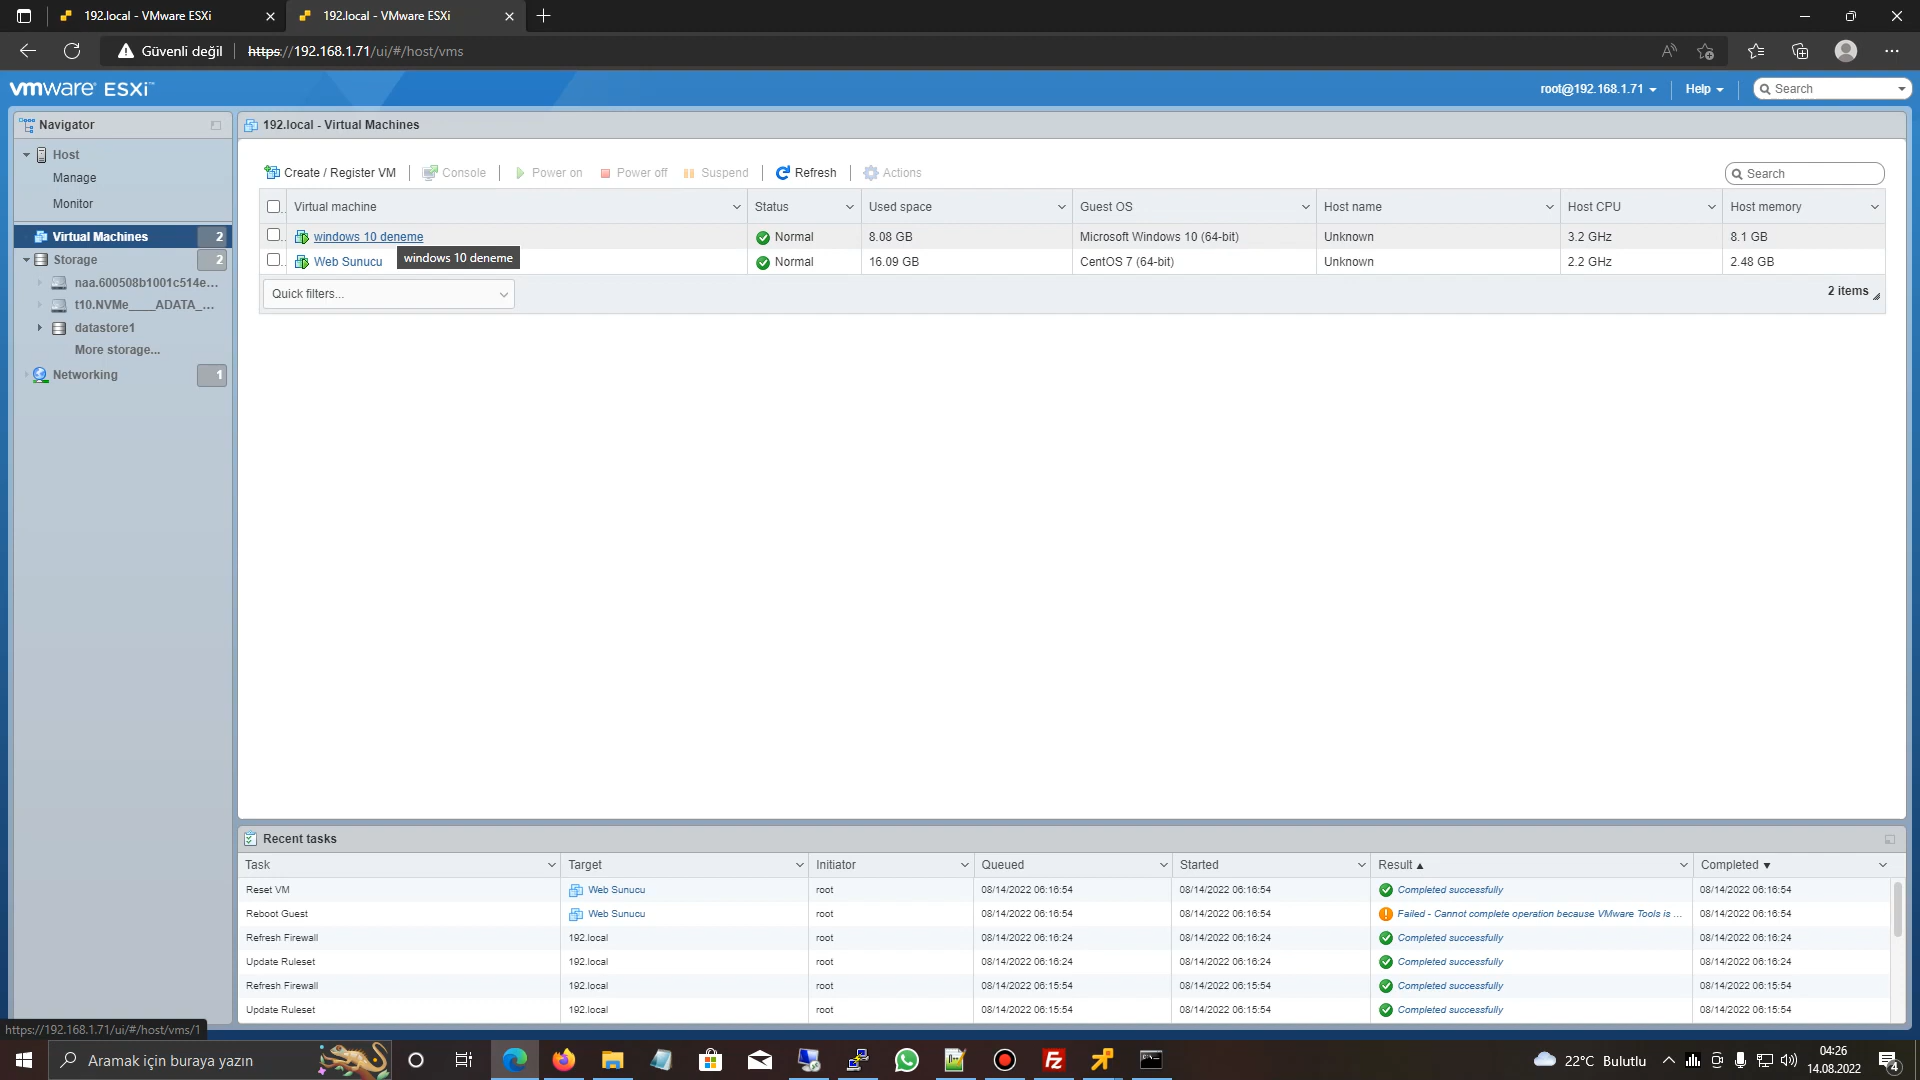 192.local - VMware ESXi
192.local - VMware ESXi
Güvenli değil
https://192.168.1.71/ui/#/host/vms
vmware ESXi™
root@192.168.1.71
Help
Search
Navigator
Host
Manage
Monitor
Virtual Machines
2
Storage
2
naa.600508b1001c514e...
t10.NVMe____ADATA_...
datastore1
More storage...
Networking
1
192.local - Virtual Machines
Create / Register VM
Console
Power on
Power off
Suspend
Refresh
Actions
Search
Virtual machine
Status
Used space
Guest OS
Host name
Host CPU
Host memory
windows 10 deneme
Normal
8.08 GB
Microsoft Windows 10 (64-bit)
Unknown
3.2 GHz
8.1 GB
windows 10 deneme
Web Sunucu
Normal
16.09 GB
CentOS 7 (64-bit)
Unknown
2.2 GHz
2.48 GB
Quick filters...
2 items
Recent tasks
Task
Target
Initiator
Queued
Started
Result
Completed
Reset VM
Web Sunucu
root
08/14/2022 06:16:54
08/14/2022 06:16:54
Completed successfully
08/14/2022 06:16:54
Reboot Guest
Web Sunucu
root
08/14/2022 06:16:54
08/14/2022 06:16:54
Failed - Cannot complete operation because VMware Tools is ...
08/14/2022 06:16:54
Refresh Firewall
192.local
root
08/14/2022 06:16:24
08/14/2022 06:16:24
Completed successfully
08/14/2022 06:16:24
Update Ruleset
192.local
root
08/14/2022 06:16:24
08/14/2022 06:16:24
Completed successfully
08/14/2022 06:16:24
Refresh Firewall
192.local
root
08/14/2022 06:15:54
08/14/2022 06:15:54
Completed successfully
08/14/2022 06:15:54
Update Ruleset
192.local
root
08/14/2022 06:15:54
08/14/2022 06:15:54
Completed successfully
08/14/2022 06:15:54
https://192.168.1.71/ui/#/host/vms/1
Aramak için buraya yazın
22°C Bulutlu
04:26
14.08.2022
4